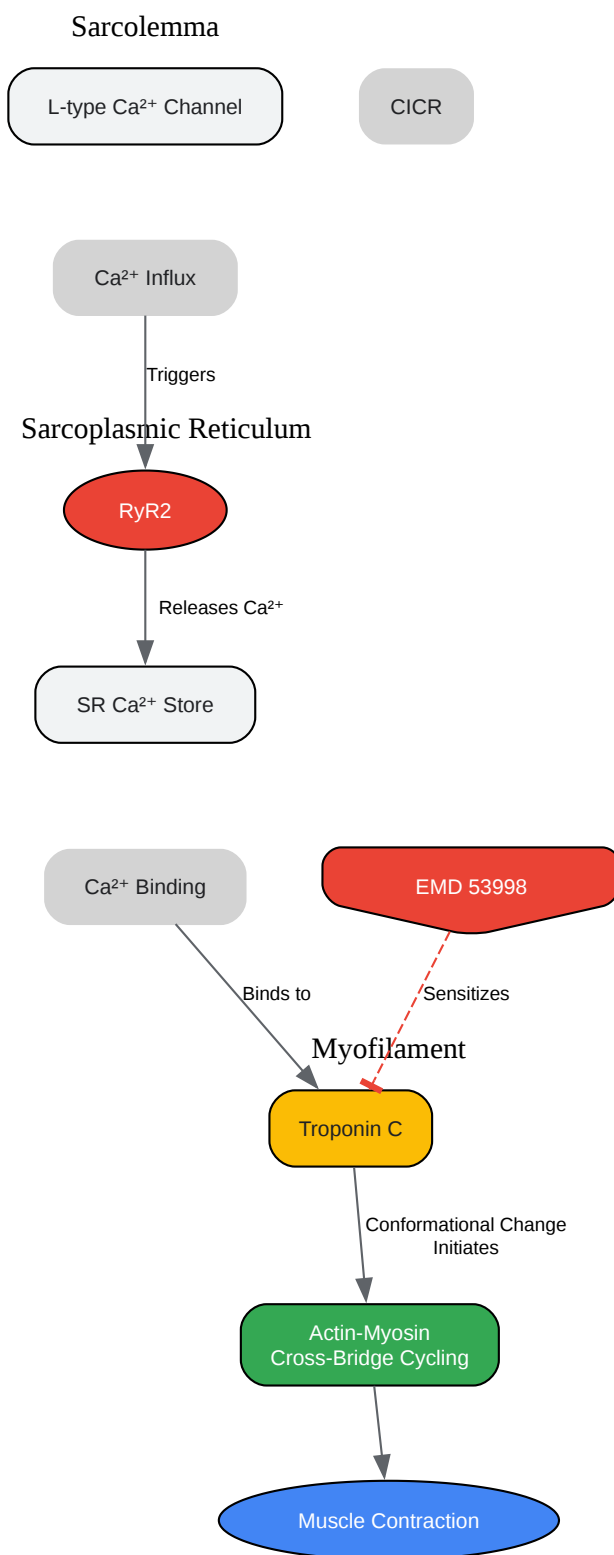 Sarcolemma
L-type Ca²⁺ Channel
CICR
Ca²⁺ Influx
Triggers
Sarcoplasmic Reticulum
RyR2
Releases Ca²⁺
SR Ca²⁺ Store
Ca²⁺ Binding
EMD 53998
Binds to
Sensitizes
Myofilament
Troponin C
Conformational Change
Initiates
Actin-Myosin
Cross-Bridge Cycling
Muscle Contraction